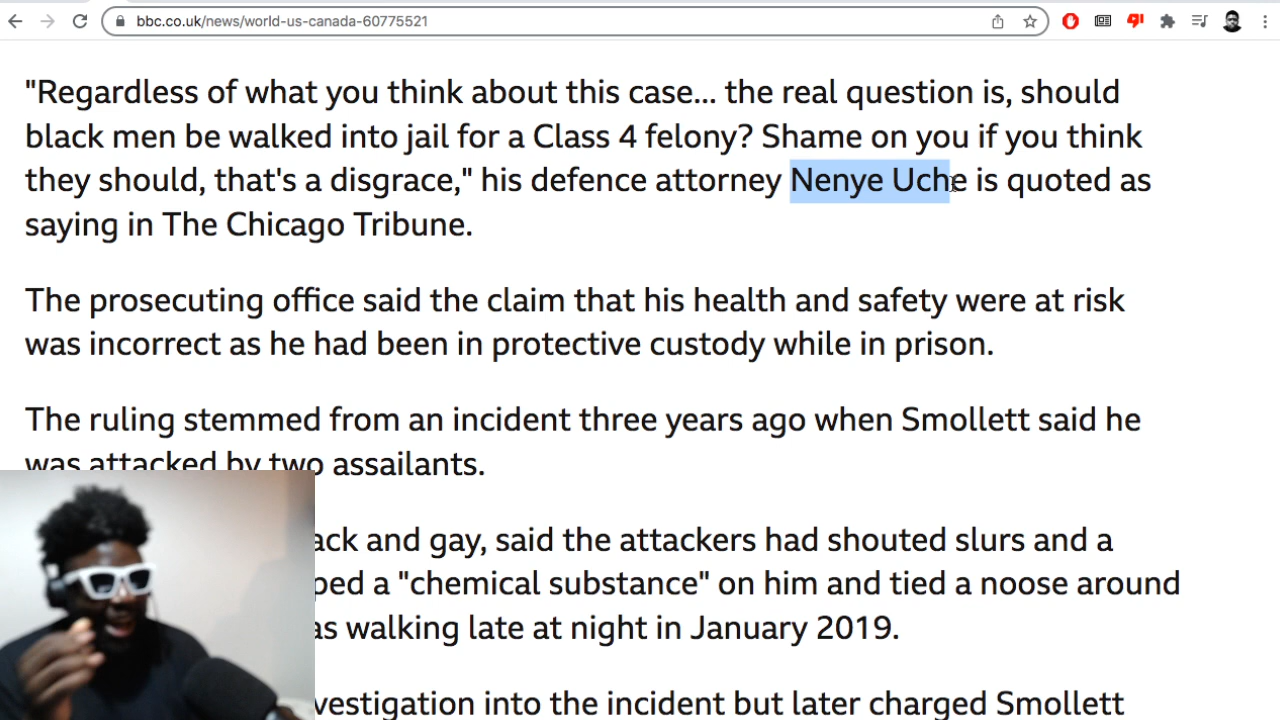 bbc.co.uk/news/world-us-canada-60775521
"Regardless of what you think about this case... the real question is, should
black men be walked into jail for a Class 4 felony? Shame on you if you think
they should, that's a disgrace," his defence attorney Nenye Uche is quoted as
saying in The Chicago Tribune.
The prosecuting office said the claim that his health and safety were at risk
was incorrect as he had been in protective custody while in prison.
The ruling stemmed from an incident three years ago when Smollett said he
was attacked by two assailants.
ack and gay, said the attackers had shouted slurs and a
ped a "chemical substance" on him and tied a noose around
as walking late at night in January 2019.
vestigation into the incident but later charged Smollett